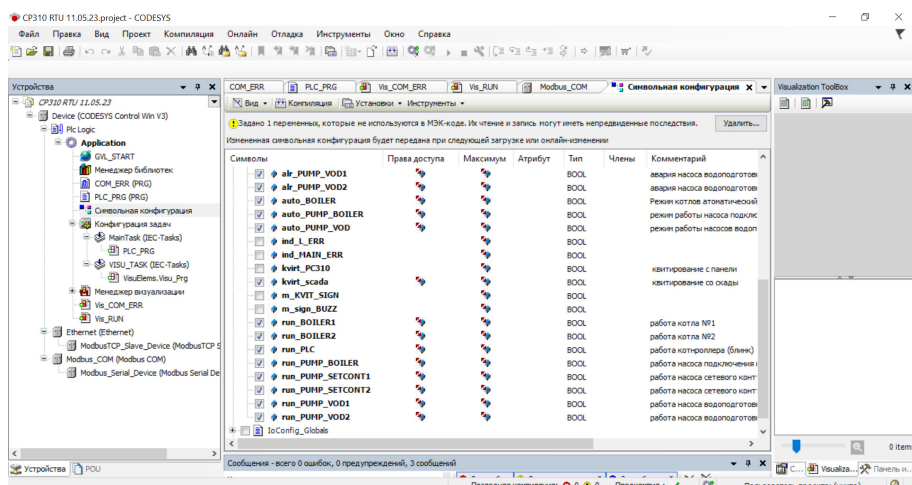 CP310 RTU 11.05.23.project - CODESYS
Файл Правка Вид Проект Компиляция Онлайн Отладка Инструменты Окно Справка
Устройства
CP310 RTU 11.05.23
Device (CODESYS Control Win V3)
Plc Logic
Application
GVL_START
Менеджер библиотек
COM_ERR (PRG)
PLC_PRG (PRG)
Символьная конфигурация
Конфигурация задач
MainTask (IEC-Tasks)
PLC_PRG
VISU_TASK (IEC-Tasks)
VisuElems.Visu_Prg
Менеджер визуализации
Vis_COM_ERR
Vis_RUN
Ethernet (Ethernet)
ModbusTCP_Slave_Device (ModbusTCP S
Modbus_COM (Modbus COM)
Modbus_Serial_Device (Modbus Serial De
Устройства POU
COM_ERR PLC_PRG Vis_COM_ERR Vis_RUN Modbus_COM Символьная конфигурация
Вид Компиляция Установки Инструменты
Задано 1 переменных, которые не используются в МЭК-коде. Их чтение и запись могут иметь непредвиденные последствия. Удалить...
Измененная символьная конфигурация будет передана при следующей загрузке или онлайн-изменении
Символы Права доступа Максимум Атрибут Тип Члены Комментарий
alr_PUMP_VOD1 BOOL авария насоса водоподготов
alr_PUMP_VOD2 BOOL авария насоса водоподготов
auto_BOILER BOOL Режим котлов атоматический
auto_PUMP_BOILER BOOL режим работы насоса подклю
auto_PUMP_VOD BOOL режим работы насосов водоп
ind_L_ERR BOOL
ind_MAIN_ERR BOOL
kvirt_PC310 BOOL квитирование с панели
kvirt_scada BOOL квитирование со скады
m_KVIT_SIGN BOOL
m_sign_BUZZ BOOL
run_BOILER1 BOOL работа котла №1
run_BOILER2 BOOL работа котла №2
run_PLC BOOL работа котнроллера (блинк)
run_PUMP_BOILER BOOL работа насоса подключения
run_PUMP_SETCONT1 BOOL работа насоса сетевого конт
run_PUMP_SETCONT2 BOOL работа насоса сетевого конт
run_PUMP_VOD1 BOOL работа насоса водоподготов
run_PUMP_VOD2 BOOL работа насоса водоподготов
IoConfig_Globals
Сообщения - всего 0 ошибок, 0 предупреждений, 3 сообщений
Visualization ToolBox
0 item
С... Visualiza... Панель и...